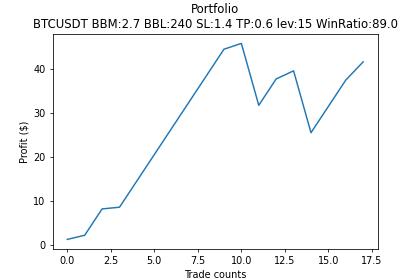 Portfolio
BTCUSDT BBM:2.7 BBL:240 SL:1.4 TP:0.6 lev:15 WinRatio:89.0
Profit ($)
40
30
20
10
0
0.0 2.5 5.0 7.5 10.0 12.5 15.0 17.5
Trade counts